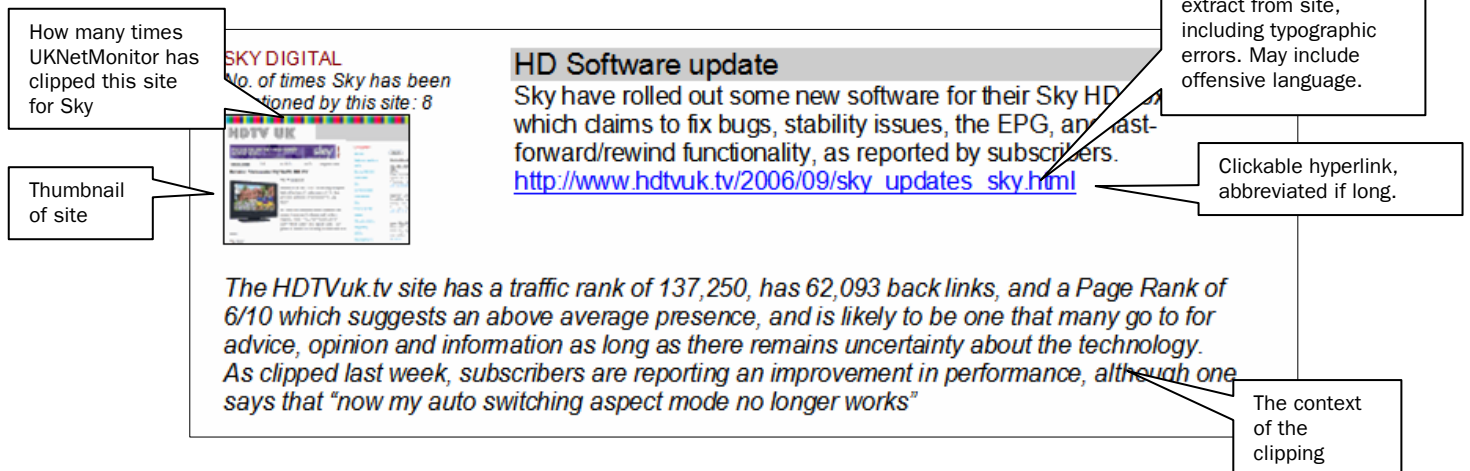 How many times
UKNetMonitor has
clipped this site
for Sky
extract from site,
including typographic
errors. May include
offensive language.
SKY DIGITAL
No. of times Sky has been
mentioned by this site: 8
HDTV UK
sky
Thumbnail
of site
HD Software update
Sky have rolled out some new software for their Sky HD
which claims to fix bugs, stability issues, the EPG, and fast-
forward/rewind functionality, as reported by subscribers.
http://www.hdtvuk.tv/2006/09/sky_updates_sky.html
Clickable hyperlink,
abbreviated if long.
The HDTVuk.tv site has a traffic rank of 137,250, has 62,093 back links, and a Page Rank of
6/10 which suggests an above average presence, and is likely to be one that many go to for
advice, opinion and information as long as there remains uncertainty about the technology.
As clipped last week, subscribers are reporting an improvement in performance, although one
says that “now my auto switching aspect mode no longer works”
The context
of the
clipping